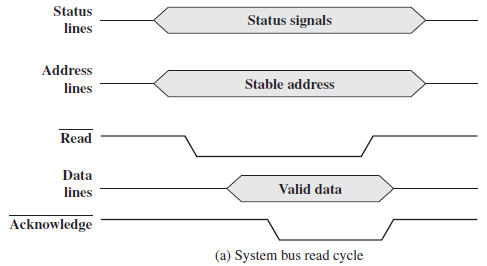 Status
lines
Status signals
Address
lines
Stable address
Read
Data
lines
Valid data
Acknowledge
(a) System bus read cycle